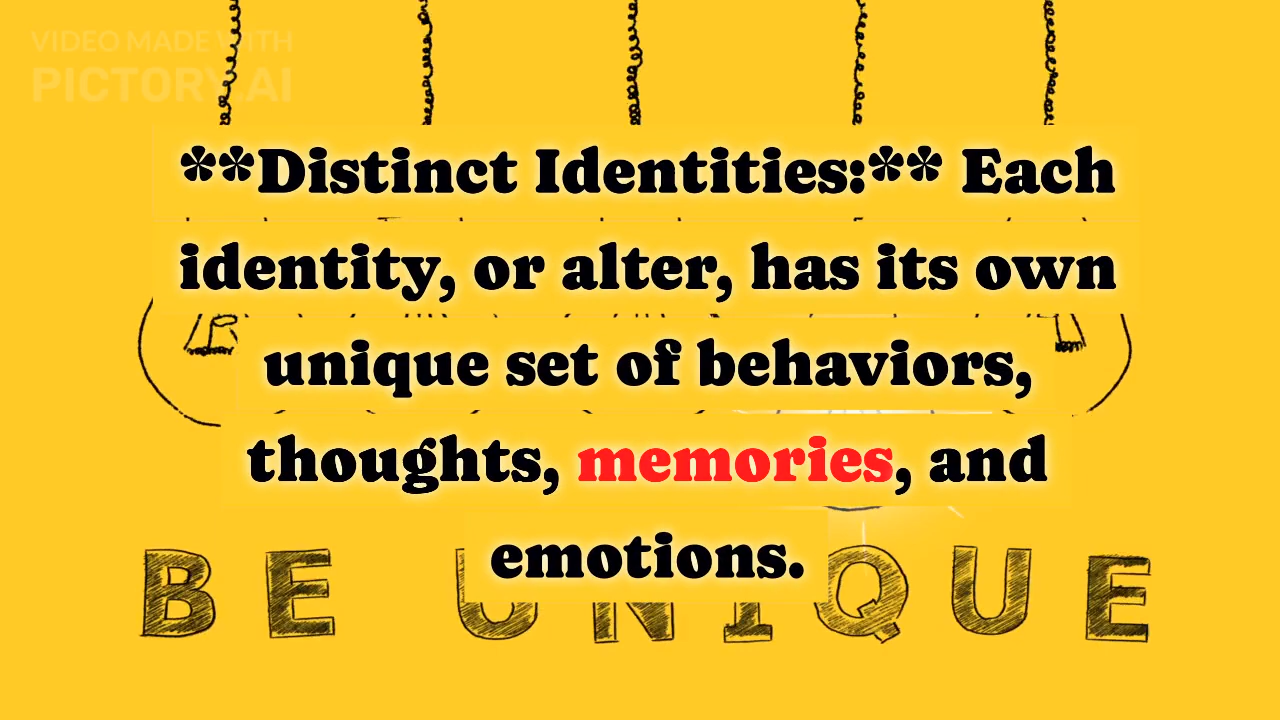 VIDEO MADE WITH
PICTORY.AI
**Distinct Identities:** Each
identity, or alter, has its own
unique set of behaviors,
thoughts, memories, and
emotions.
BE UNIQUE